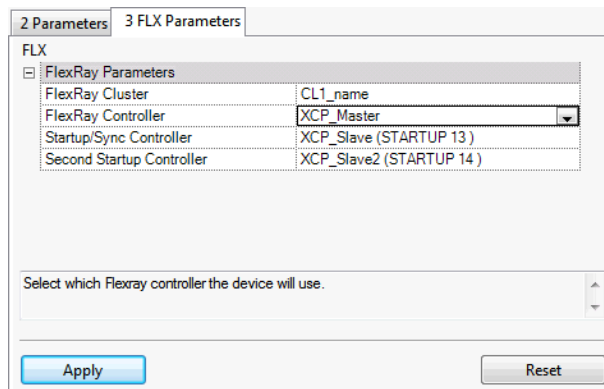 2 Parameters 3 FLX Parameters
FLX
FlexRay Parameters
FlexRay Cluster CL1_name
FlexRay Controller XCP_Master
Startup/Sync Controller XCP_Slave (STARTUP 13 )
Second Startup Controller XCP_Slave2 (STARTUP 14 )
Select which Flexray controller the device will use.
Apply Reset